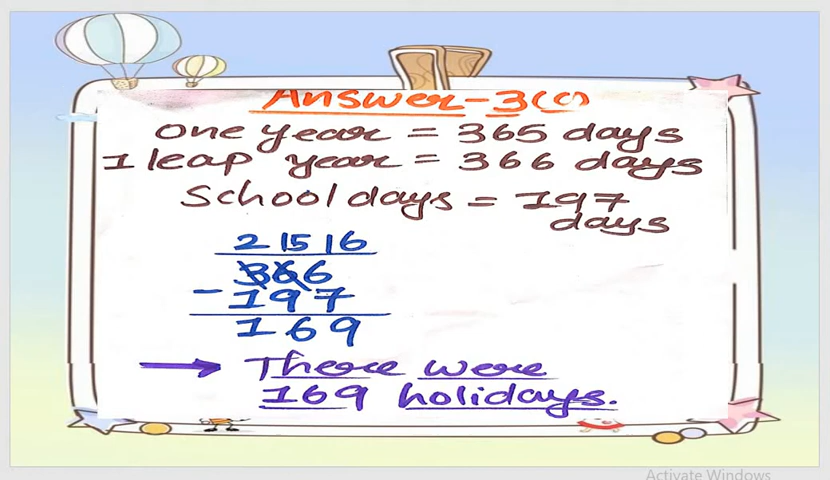 Answer-3(c)
One year = 365 days
1 leap year = 366 days
School days = 197
days
2 15 16
366
- 197
169
→ There were
169 holidays.
Activate Windows